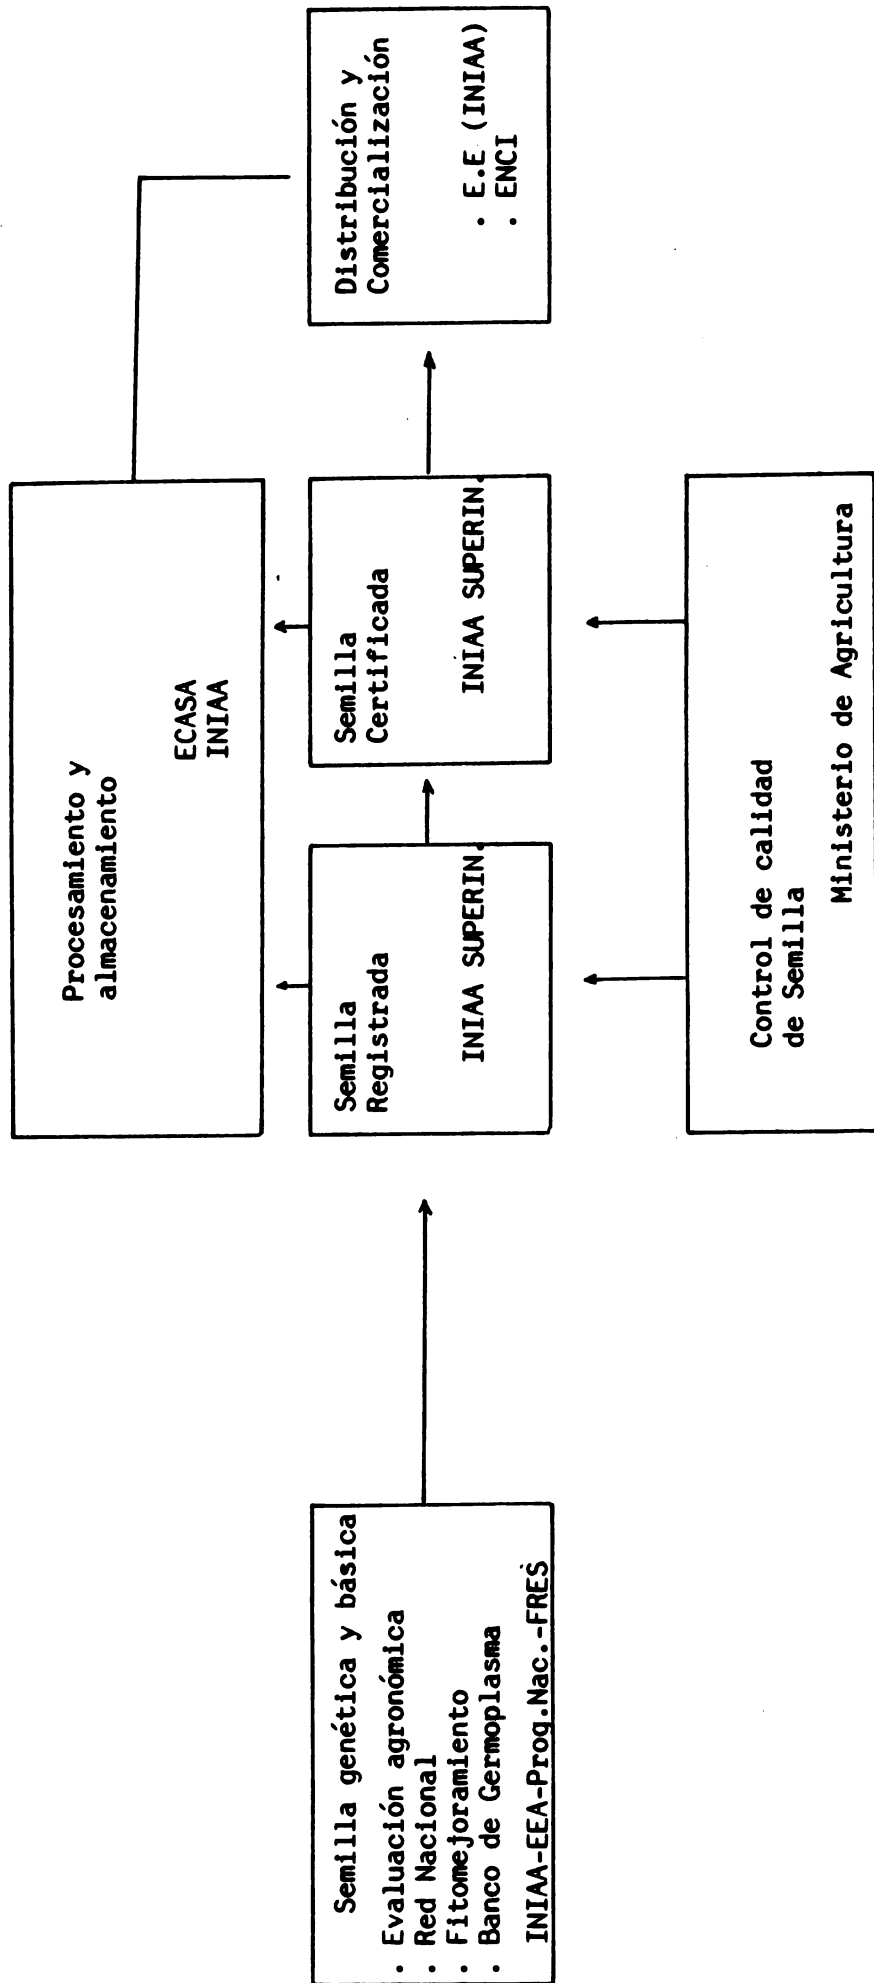 Semilla genética y básica
. Evaluación agronómica
. Red Nacional
. Fitomejoramiento
. Banco de Germoplasma
INIAA-EEA-Prog.Nac.-FRES
Procesamiento y
almacenamiento
ECASA
INIAA
Semilla
Registrada
INIAA SUPERIN.
Semilla
Certificada
INIAA SUPERIN.
Distribución y
Comercialización
. E.E (INIAA)
. ENCI
Control de calidad
de Semilla
Ministerio de Agricultura